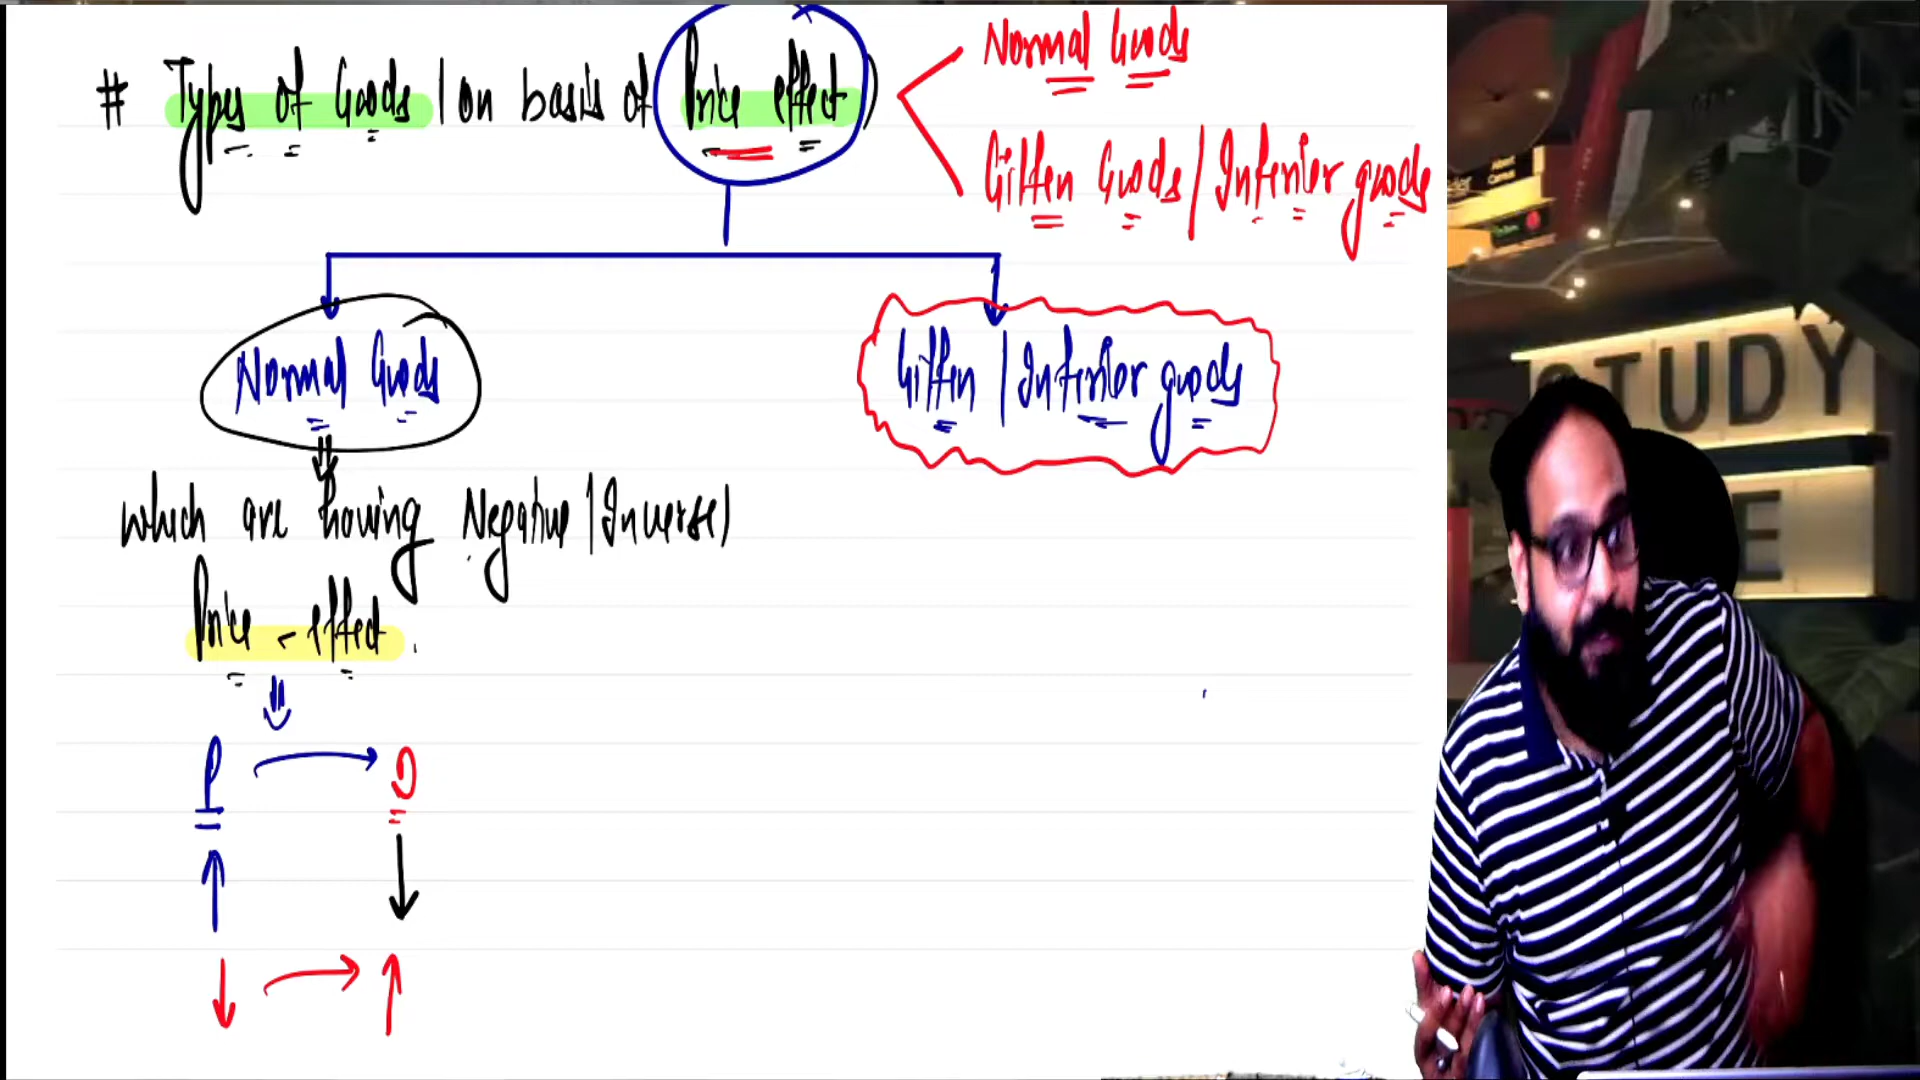 # Types of Goods (on basis of Price effect)
Normal Goods
Giffen Goods / Inferior goods
Normal Goods
Giffen / Inferior goods
which are having Negative (Inverse)
Price - effect.
P → D
↑ ↓
↓ → ↑
STUDY